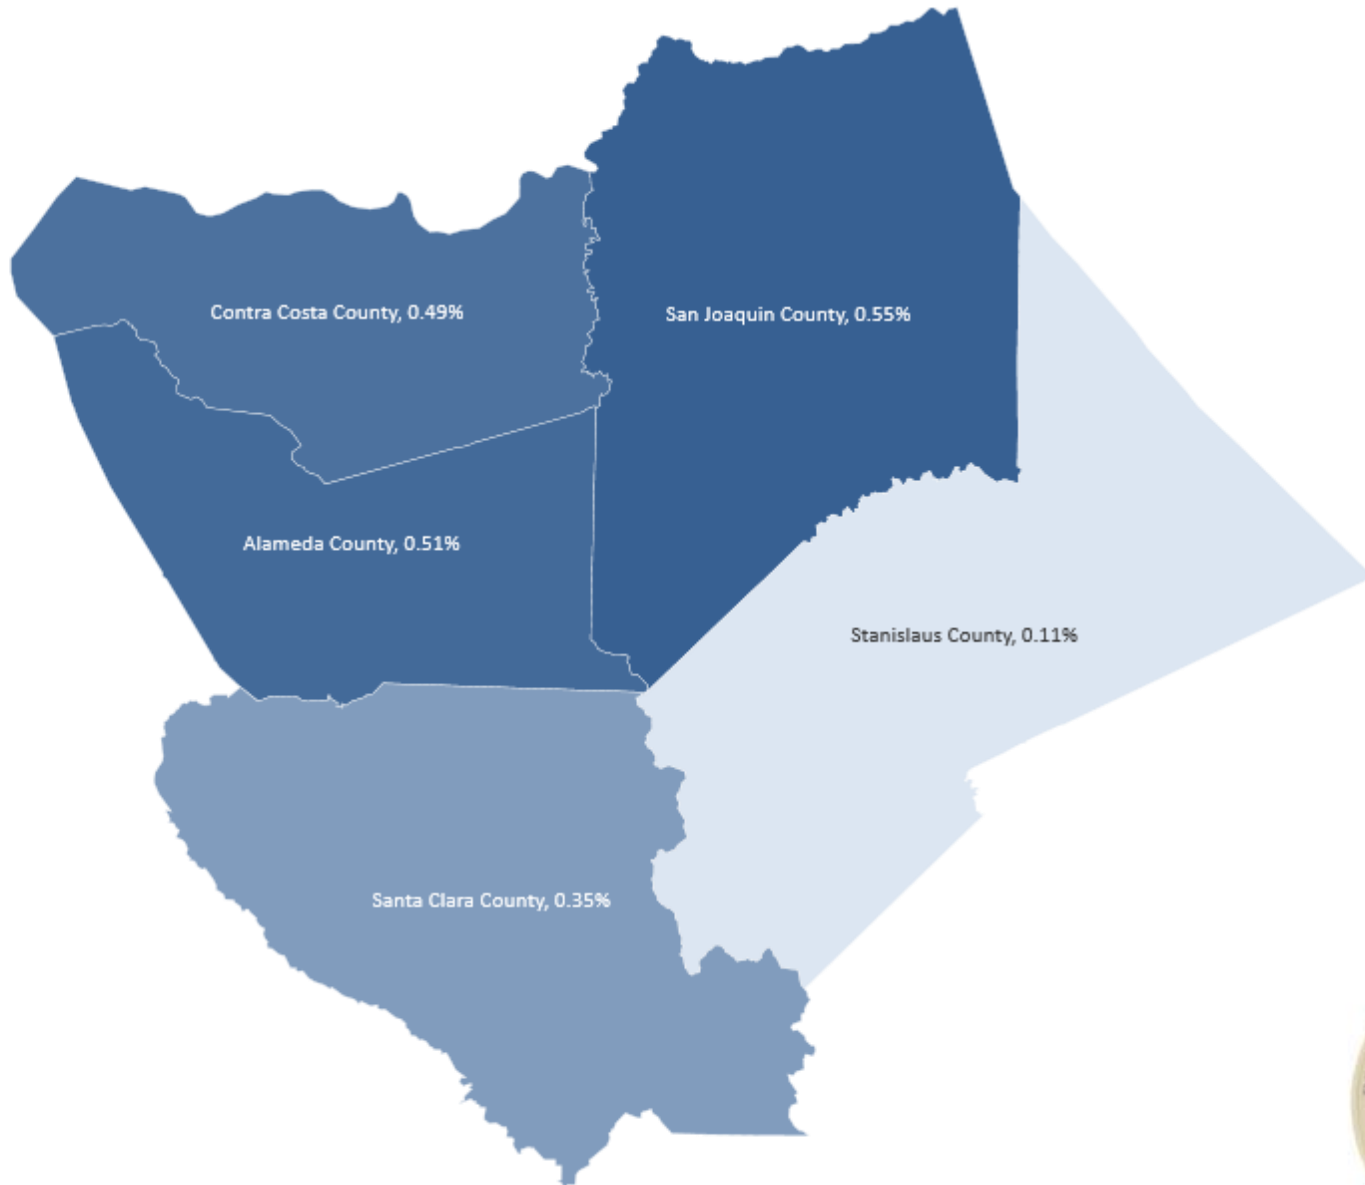 Contra Costa County, 0.49%
San Joaquin County, 0.55%
Alameda County, 0.51%
Stanislaus County, 0.11%
Santa Clara County, 0.35%